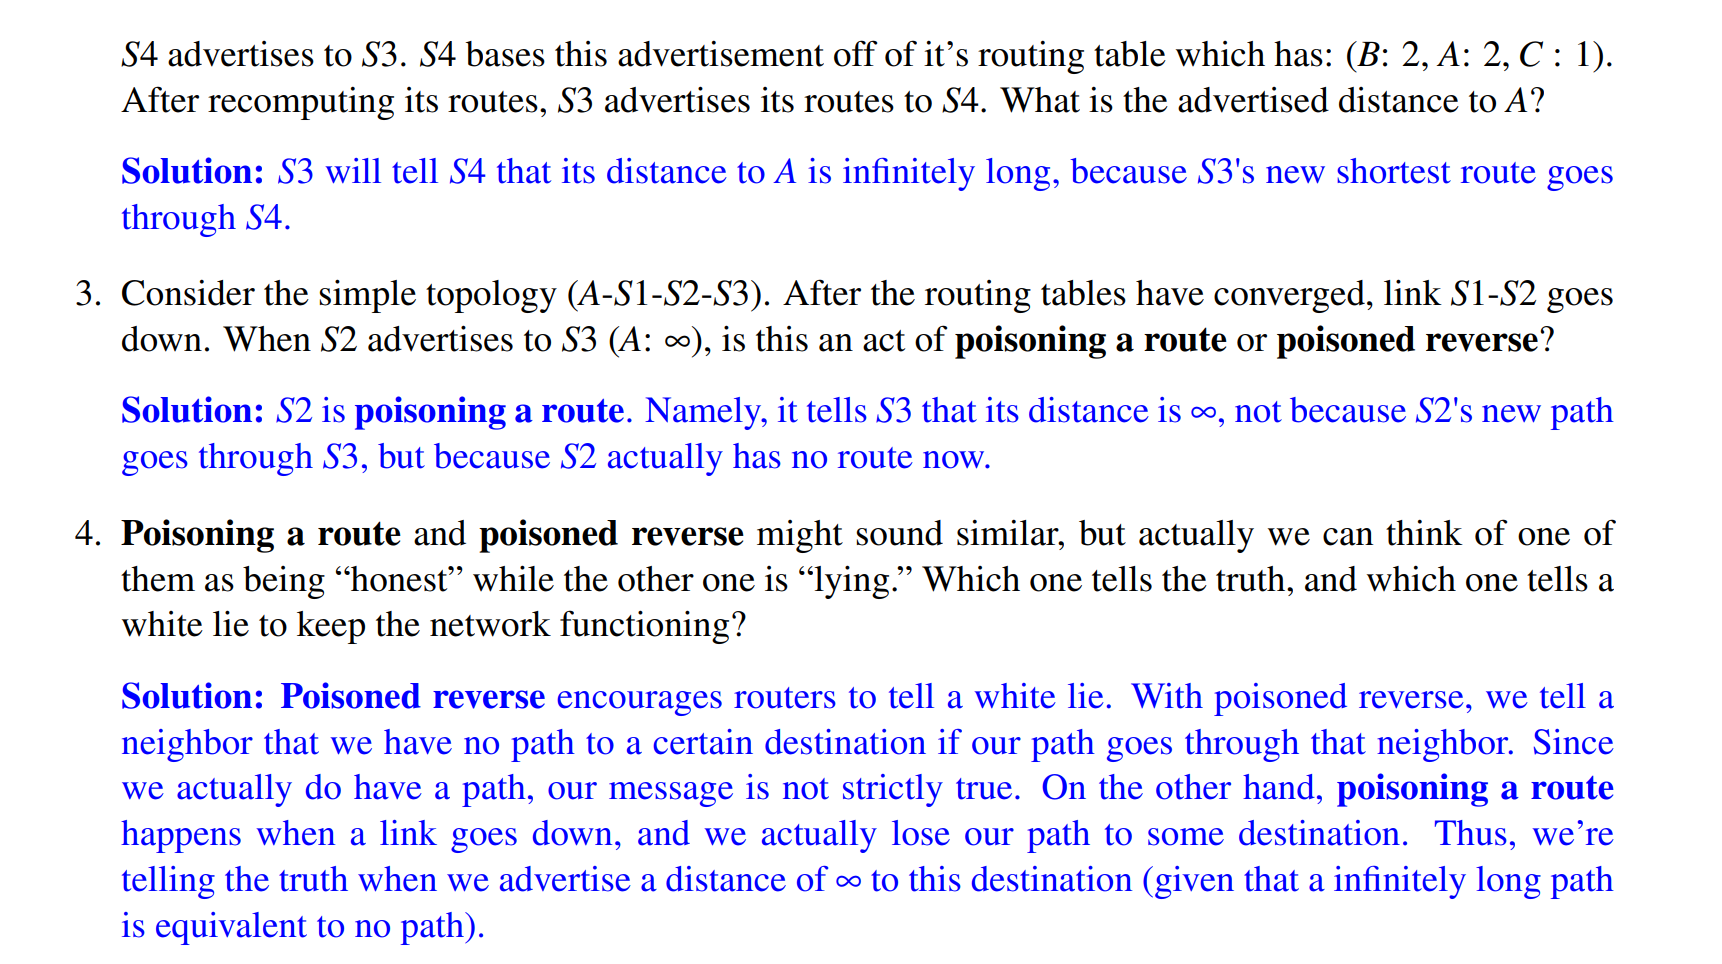 S4 advertises to S3. S4 bases this advertisement off of it’s routing table which has: (B: 2, A: 2, C : 1).
After recomputing its routes, S3 advertises its routes to S4. What is the advertised distance to A?
Solution: S3 will tell S4 that its distance to A is infinitely long, because S3's new shortest route goes
through S4.
3. Consider the simple topology (A-S1-S2-S3). After the routing tables have converged, link S1-S2 goes
down. When S2 advertises to S3 (A: ∞), is this an act of poisoning a route or poisoned reverse?
Solution: S2 is poisoning a route. Namely, it tells S3 that its distance is ∞, not because S2's new path
goes through S3, but because S2 actually has no route now.
4. Poisoning a route and poisoned reverse might sound similar, but actually we can think of one of
them as being “honest” while the other one is “lying.” Which one tells the truth, and which one tells a
white lie to keep the network functioning?
Solution: Poisoned reverse encourages routers to tell a white lie. With poisoned reverse, we tell a
neighbor that we have no path to a certain destination if our path goes through that neighbor. Since
we actually do have a path, our message is not strictly true. On the other hand, poisoning a route
happens when a link goes down, and we actually lose our path to some destination. Thus, we’re
telling the truth when we advertise a distance of ∞ to this destination (given that a infinitely long path
is equivalent to no path).